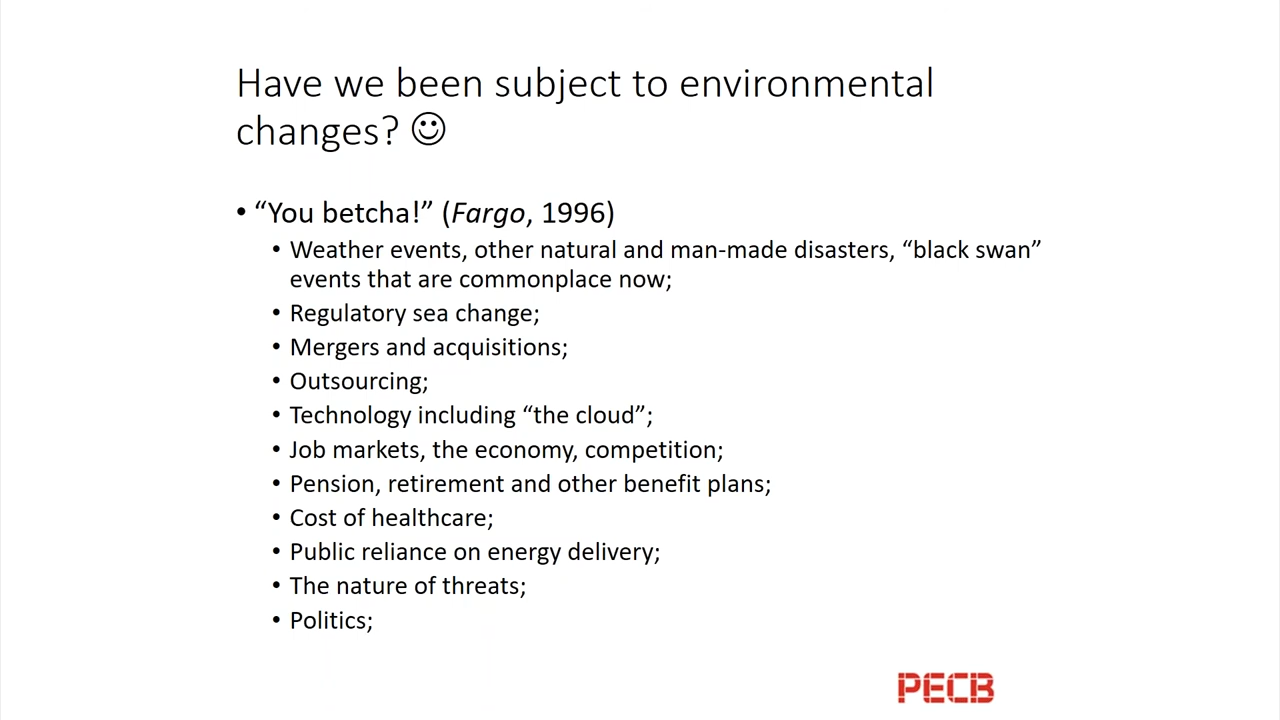 Have we been subject to environmental
changes? ☺
• “You betcha!” (Fargo, 1996)
• Weather events, other natural and man-made disasters, “black swan”
events that are commonplace now;
• Regulatory sea change;
• Mergers and acquisitions;
• Outsourcing;
• Technology including “the cloud”;
• Job markets, the economy, competition;
• Pension, retirement and other benefit plans;
• Cost of healthcare;
• Public reliance on energy delivery;
• The nature of threats;
• Politics;
PECB